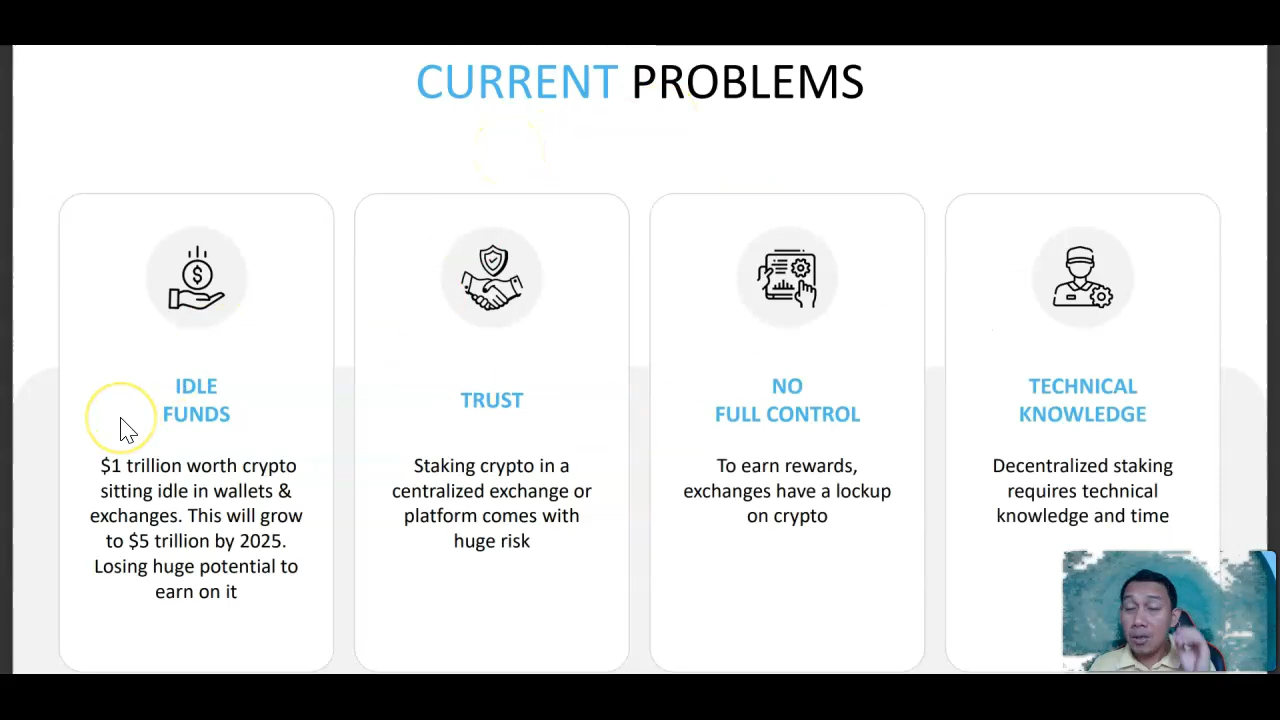 CURRENT PROBLEMS
IDLE
FUNDS
$1 trillion worth crypto
sitting idle in wallets &
exchanges. This will grow
to $5 trillion by 2025.
Losing huge potential to
earn on it
TRUST
Staking crypto in a
centralized exchange or
platform comes with
huge risk
NO
FULL CONTROL
To earn rewards,
exchanges have a lockup
on crypto
TECHNICAL
KNOWLEDGE
Decentralized staking
requires technical
knowledge and time